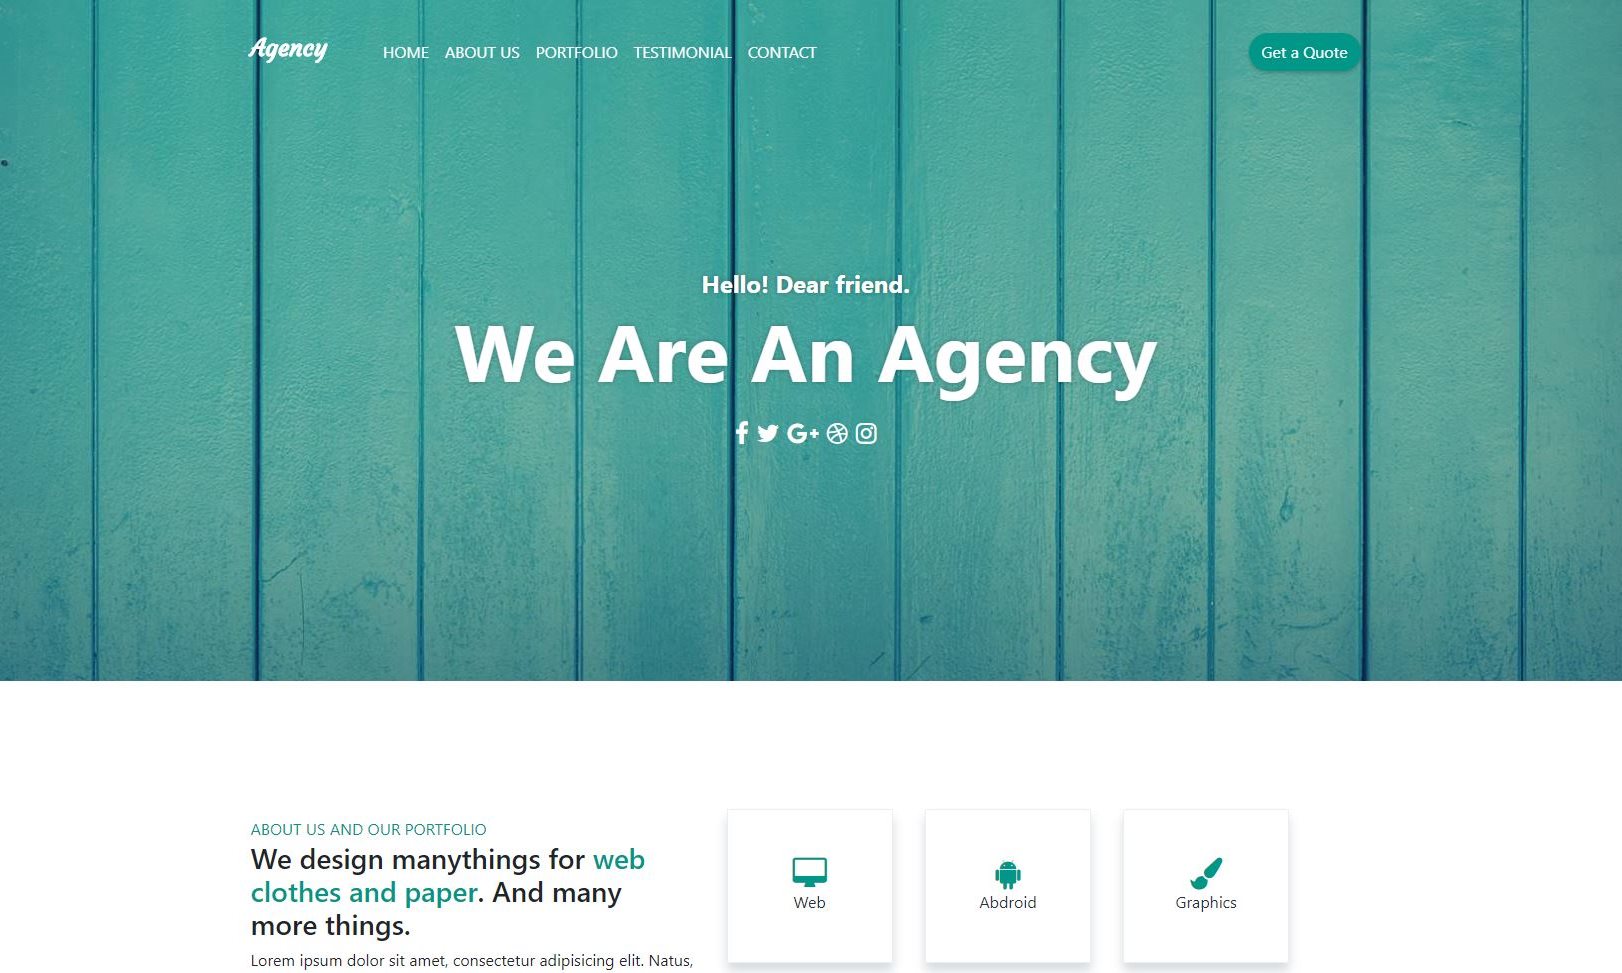 Agency
HOME ABOUT US PORTFOLIO TESTIMONIAL CONTACT
Get a Quote
Hello! Dear friend.
We Are An Agency
ABOUT US AND OUR PORTFOLIO
We design manythings for web
clothes and paper. And many
more things.
Lorem ipsum dolor sit amet, consectetur adipisicing elit. Natus,
Web
Abdroid
Graphics